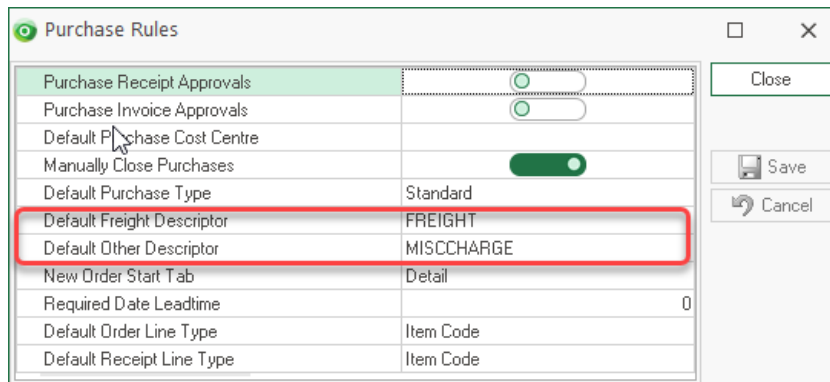 Purchase Rules
Purchase Receipt Approvals
Close
Purchase Invoice Approvals
Default Purchase Cost Centre
Manually Close Purchases
Save
Default Purchase Type Standard
Cancel
Default Freight Descriptor FREIGHT
Default Other Descriptor MISCCHARGE
New Order Start Tab Detail
Required Date Leadtime 0
Default Order Line Type Item Code
Default Receipt Line Type Item Code